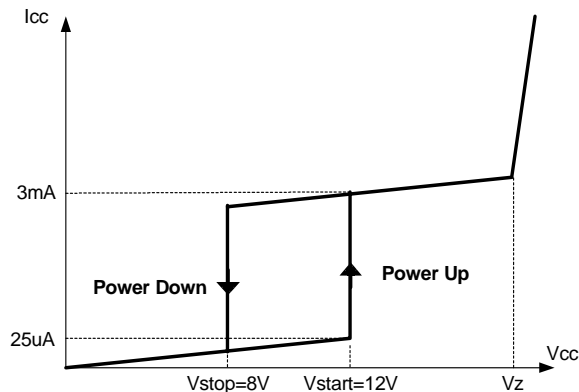 Icc
3mA
Power Down
Power Up
25uA
Vcc
Vstop=8V
Vstart=12V
Vz